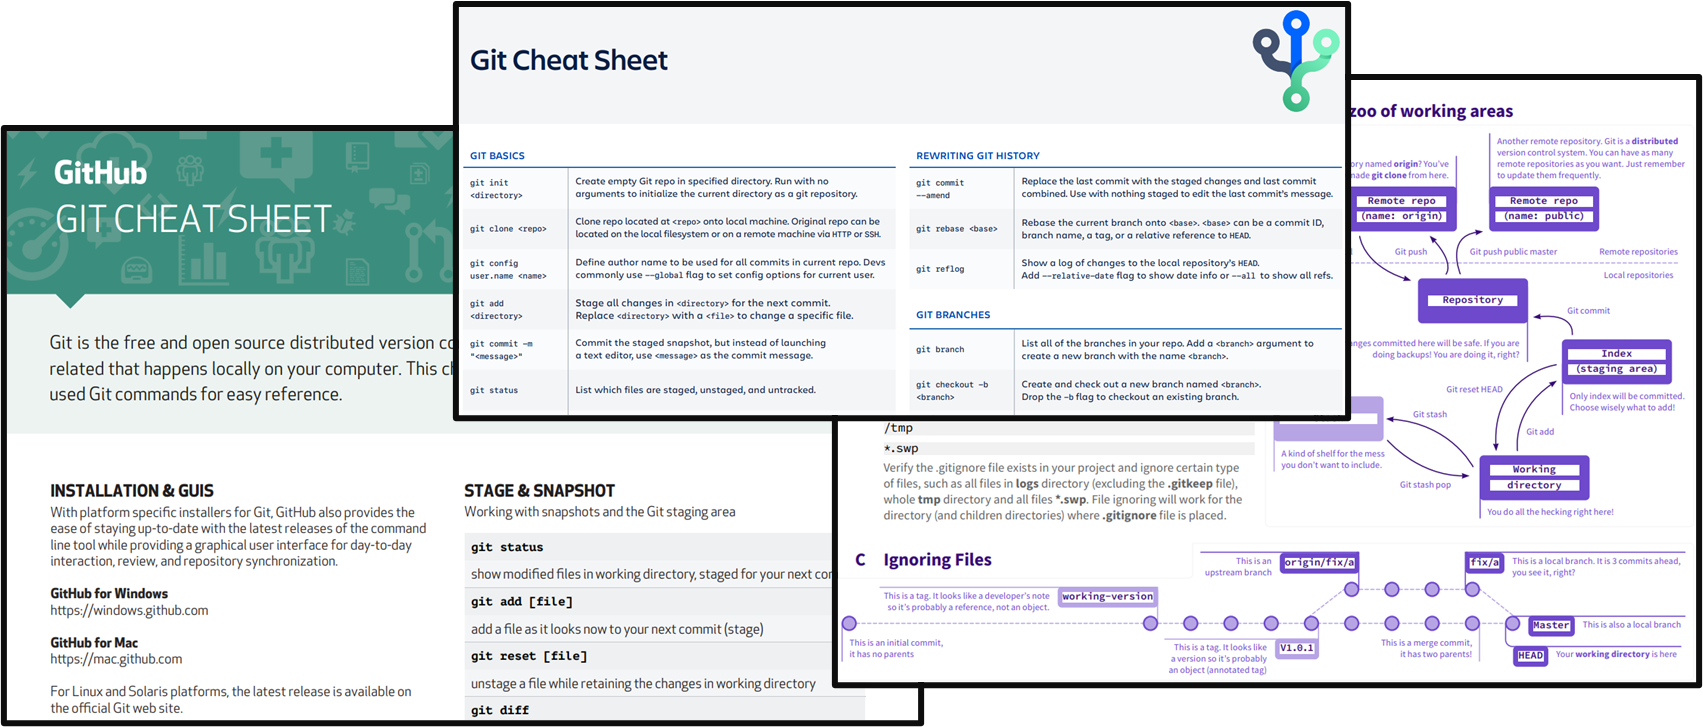 Git Cheat Sheet
GIT BASICS
git init
<directory>
Create empty Git repo in specified directory. Run with no
arguments to initialize the current directory as a git repository.
git clone <repo>
Clone repo located at <repo> onto local machine. Original repo can be
located on the local filesystem or on a remote machine via HTTP or SSH.
git config
user.name <name>
Define author name to be used for all commits in current repo. Devs
commonly use --global flag to set config options for current user.
git add
<directory>
Stage all changes in <directory> for the next commit.
Replace <directory> with a <file> to change a specific file.
git commit -m
"<message>"
Commit the staged snapshot, but instead of launching
a text editor, use <message> as the commit message.
git status
List which files are staged, unstaged, and untracked.
REWRITING GIT HISTORY
git commit
--amend
Replace the last commit with the staged changes and last commit
combined. Use with nothing staged to edit the last commit's message.
git rebase <base>
Rebase the current branch onto <base>. <base> can be a commit ID,
branch name, a tag, or a relative reference to HEAD.
git reflog
Show a log of changes to the local repository's HEAD.
Add --relative-date flag to show date info or --all to show all refs.
GIT BRANCHES
git branch
List all of the branches in your repo. Add a <branch> argument to
create a new branch with the name <branch>.
git checkout -b
<branch>
Create and check out a new branch named <branch>.
Drop the -b flag to checkout an existing branch.
GitHub
GIT CHEAT SHEET
Git is the free and open source distributed version
related that happens locally on your computer. This
used Git commands for easy reference.
INSTALLATION & GUIS
With platform specific installers for Git, GitHub also provides the
ease of staying up-to-date with the latest releases of the command
line tool while providing a graphical user interface for day-to-day
interaction, review, and repository synchronization.
GitHub for Windows
https://windows.github.com
GitHub for Mac
https://mac.github.com
For Linux and Solaris platforms, the latest release is available on
the official Git web site.
STAGE & SNAPSHOT
Working with snapshots and the Git staging area
git status
show modified files in working directory, staged for your next
git add [file]
add a file as it looks now to your next commit (stage)
git reset [file]
unstage a file while retaining the changes in working directory
git diff
zoo of working areas
named origin? You've
git clone from here.
Another remote repository. Git is a distributed
version control system. You can have as many
remote repositories as you want. Just remember
to update them frequently.
Remote repo
(name: origin)
Remote repo
(name: public)
Git push
Git push public master
Remote repositories
Local repositories
Repository
Git commit
committed here will be safe. If you are
doing backups! You are doing it, right?
Index
(staging area)
Git reset HEAD
Only index will be committed.
Choose wisely what to add!
Git stash
Git add
A kind of shelf for the mess
you don't want to include.
Working
directory
Git stash pop
You do all the hecking right here!
/tmp
*.swp
Verify the .gitignore file exists in your project and ignore certain type
of files, such as all files in logs directory (excluding the .gitkeep file),
whole tmp directory and all files *.swp. File ignoring will work for the
directory (and children directories) where .gitignore file is placed.
C Ignoring Files
This is an
upstream branch
origin/fix/a
fix/a
This is a local branch. It is 3 commits ahead,
you see it, right?
This is a tag. It looks like a developer's note
so it's probably a reference, not an object.
working-version
Master
This is also a local branch
This is an initial commit,
it has no parents
This is a tag. It looks like
a version so it's probably
an object (annotated tag)
V1.0.1
This is a merge commit,
it has two parents!
HEAD
Your working directory is here